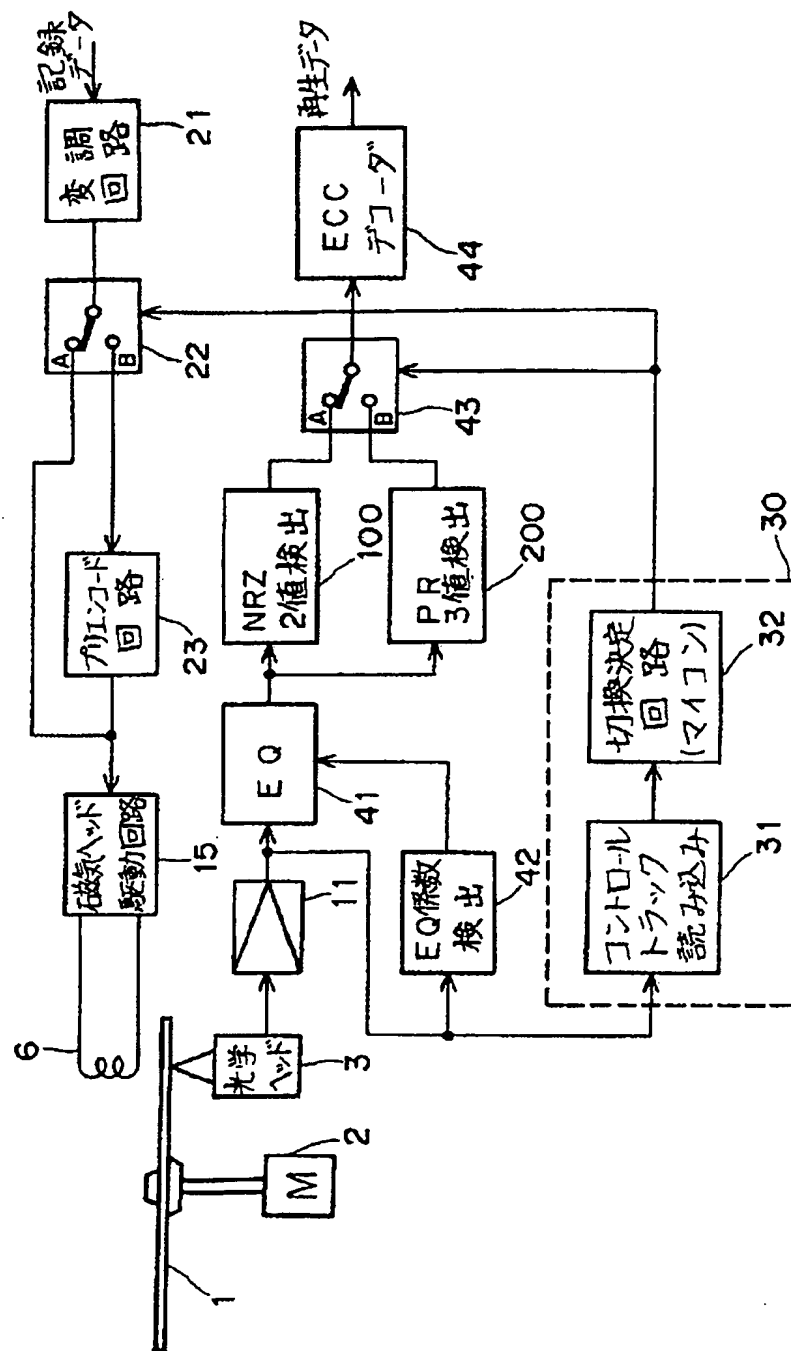 記録
データ
変調
回路
21
A
B
22
プリエンコード
回路
23
磁気ヘッド
駆動回路
15
6
再生データ
ECC
デコーダ
44
A
B
43
NRZ
2値検出
100
PR
3値検出
200
EQ
41
11
EQ係数
検出
42
光学
ヘッド
3
M
2
1
30
切換決定
回路
(マイコン)
32
コントロール
トラック
読み込み
31